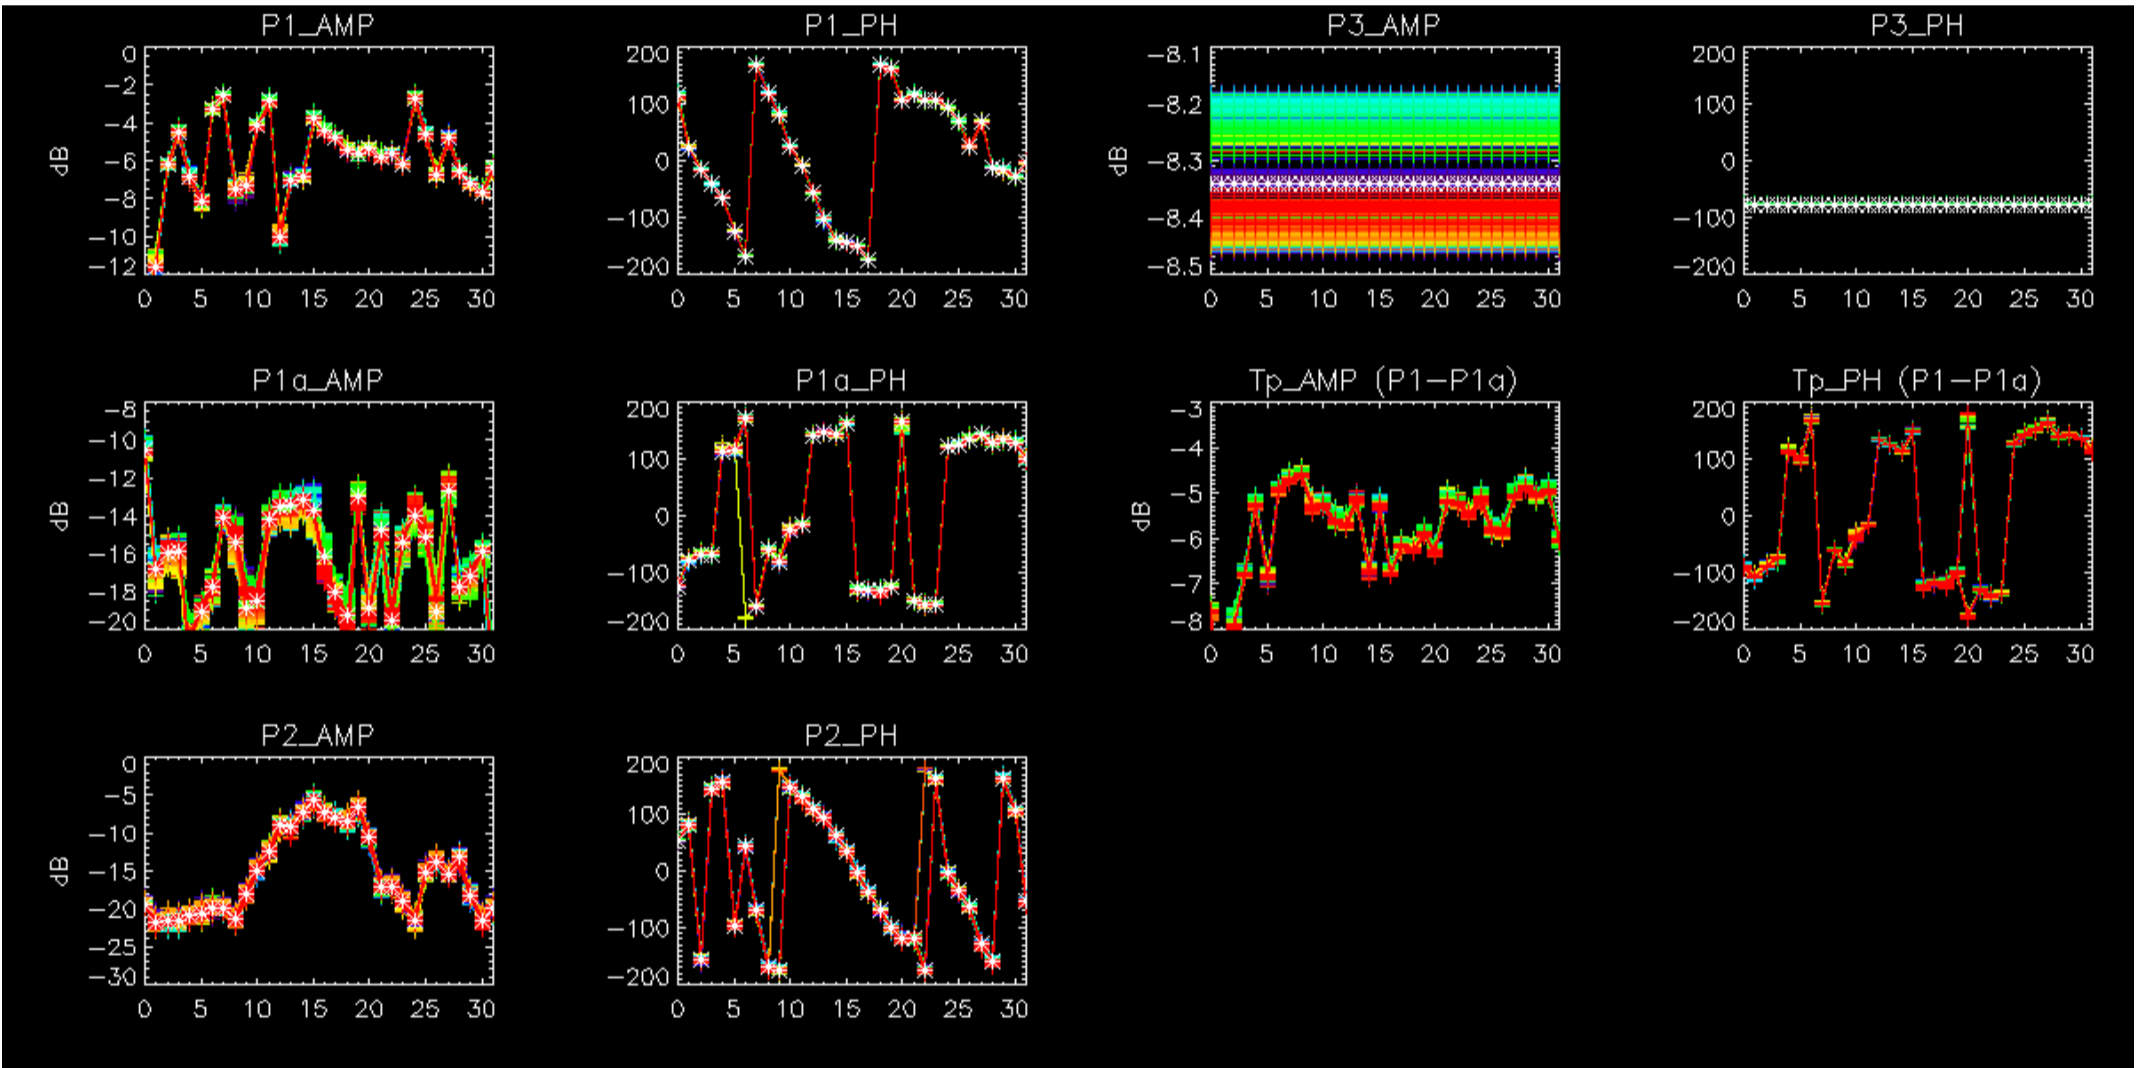 P1_AMP
P1_PH
P3_AMP
P3_PH
0
−2
−4
−6
−8
−10
−12
dB
0 5 10 15 20 25 30
200
100
0
−100
−200
0 5 10 15 20 25 30
−8.1
−8.2
−8.3
−8.4
−8.5
dB
0 5 10 15 20 25 30
200
100
0
−100
−200
0 5 10 15 20 25 30
P1a_AMP
P1a_PH
Tp_AMP (P1−P1a)
Tp_PH (P1−P1a)
−8
−10
−12
−14
−16
−18
−20
dB
0 5 10 15 20 25 30
200
100
0
−100
−200
0 5 10 15 20 25 30
−3
−4
−5
−6
−7
−8
dB
0 5 10 15 20 25 30
200
100
0
−100
−200
0 5 10 15 20 25 30
P2_AMP
P2_PH
0
−5
−10
−15
−20
−25
−30
dB
0 5 10 15 20 25 30
200
100
0
−100
−200
0 5 10 15 20 25 30